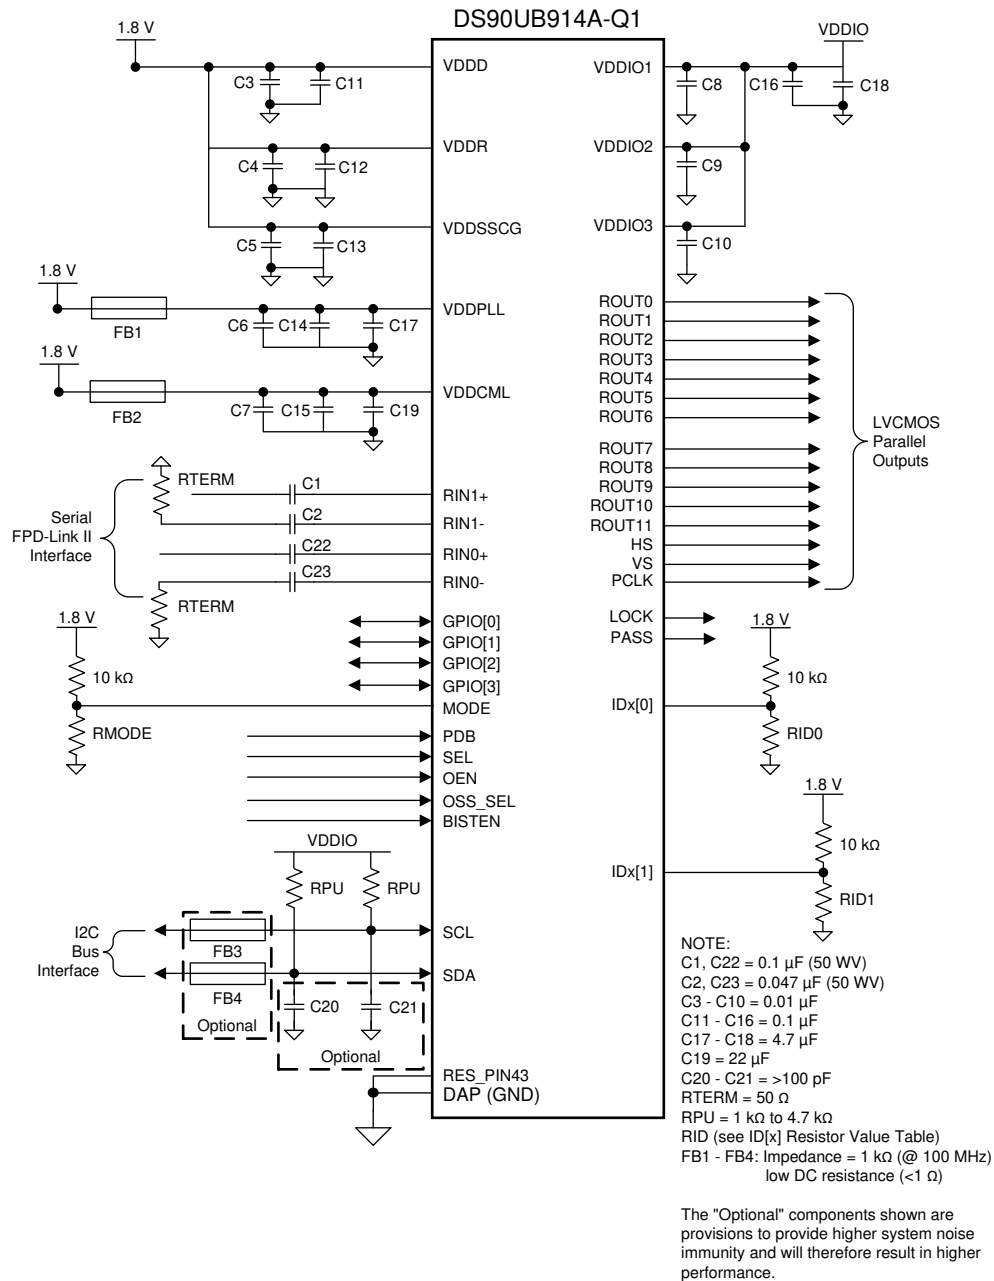 DS90UB914A-Q1
1.8 V
VDDIO
VDDD
VDDIO1
C3
C11
C8
C16
C18
VDDR
VDDIO2
C4
C12
C9
VDDSSCG
VDDIO3
C5
C13
C10
1.8 V
FB1
C6
C14
C17
VDDPLL
1.8 V
FB2
C7
C15
C19
VDDCML
ROUT0
ROUT1
ROUT2
ROUT3
ROUT4
ROUT5
ROUT6
ROUT7
ROUT8
ROUT9
ROUT10
ROUT11
HS
VS
PCLK
LVCMOS
Parallel
Outputs
Serial
FPD-Link II
Interface
RTERM
C1
RIN1+
C2
RIN1-
C22
RIN0+
C23
RIN0-
RTERM
LOCK
PASS
GPIO[0]
GPIO[1]
GPIO[2]
GPIO[3]
1.8 V
10 kΩ
MODE
RMODE
1.8 V
10 kΩ
IDx[0]
RID0
PDB
SEL
OEN
OSS_SEL
BISTEN
1.8 V
10 kΩ
IDx[1]
RID1
VDDIO
RPU
RPU
I2C
Bus
Interface
FB3
FB4
Optional
SCL
SDA
C20
C21
Optional
RES_PIN43
DAP (GND)
NOTE:
C1, C22 = 0.1 µF (50 WV)
C2, C23 = 0.047 µF (50 WV)
C3 - C10 = 0.01 µF
C11 - C16 = 0.1 µF
C17 - C18 = 4.7 µF
C19 = 22 µF
C20 - C21 = >100 pF
RTERM = 50 Ω
RPU = 1 kΩ to 4.7 kΩ
RID (see ID[x] Resistor Value Table)
FB1 - FB4: Impedance = 1 kΩ (@ 100 MHz)
low DC resistance (<1 Ω)
The "Optional" components shown are
provisions to provide higher system noise
immunity and will therefore result in higher
performance.